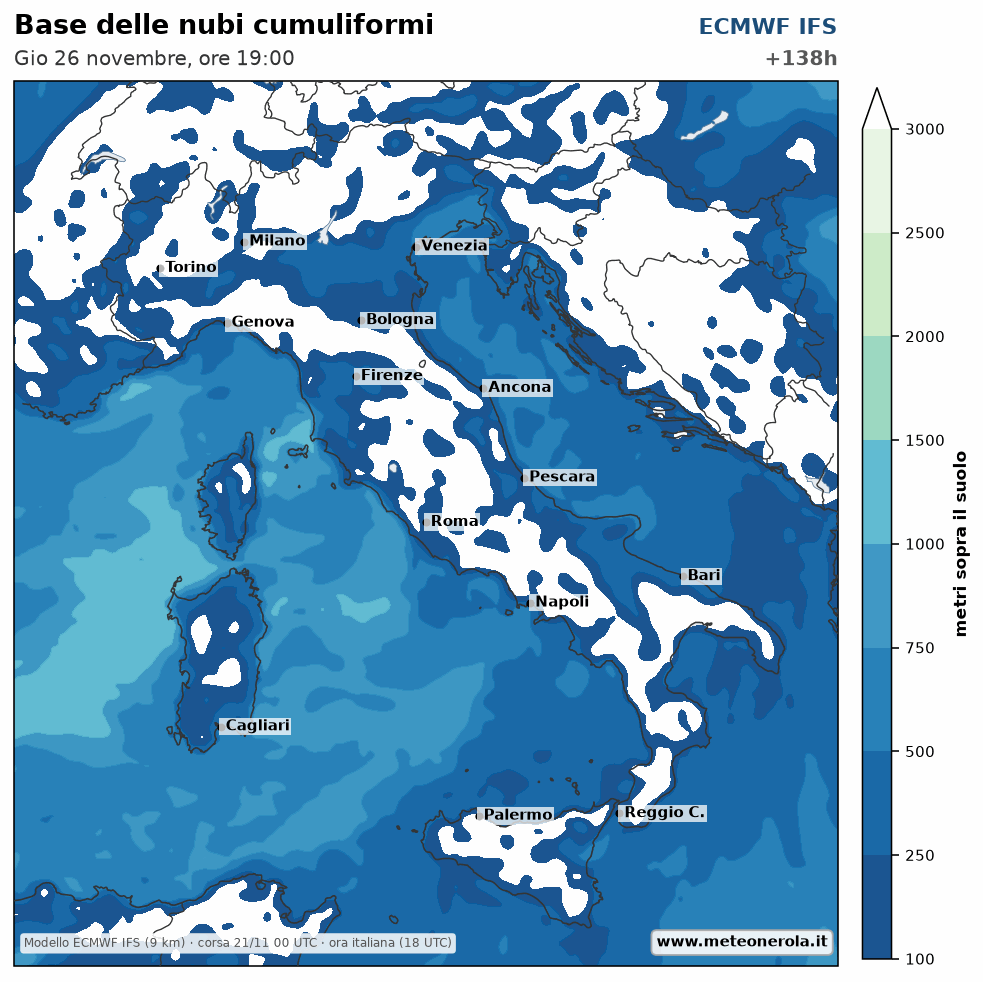 Base delle nubi cumuliformi
ECMWF IFS
Gio 26 novembre, ore 19:00
+138h
Milano
Venezia
Torino
Genova
Bologna
Firenze
Ancona
Pescara
Roma
Bari
Napoli
Cagliari
Palermo
Reggio C.
3000
2500
2000
1500
1000
750
500
250
100
metri sopra il suolo
Modello ECMWF IFS (9 km) · corsa 21/11 00 UTC · ora italiana (18 UTC)
www.meteonerola.it